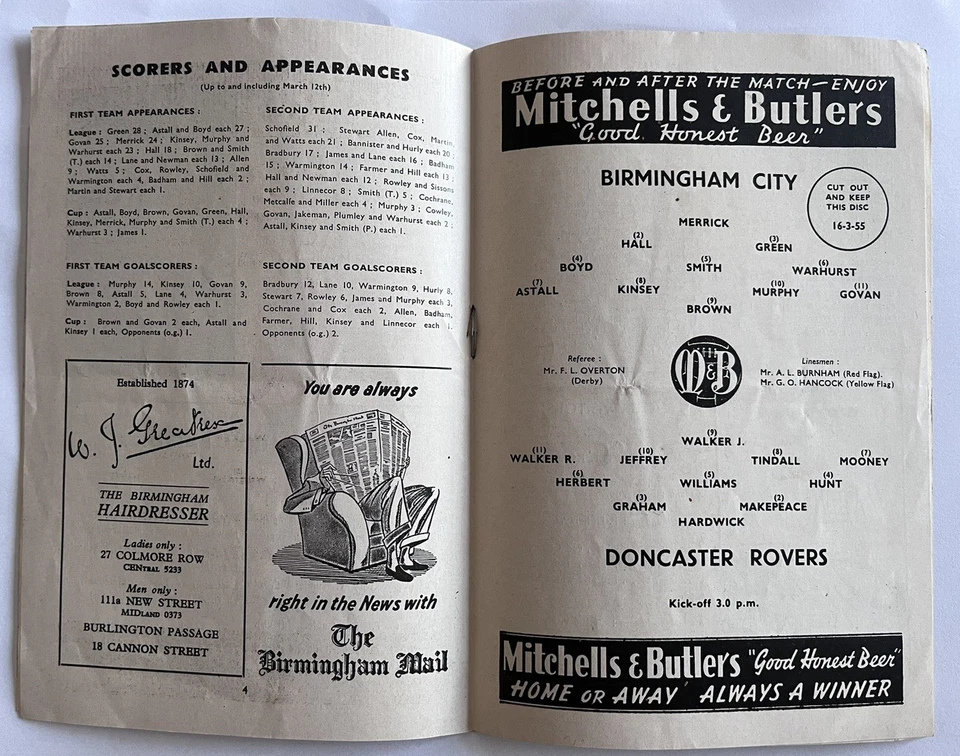 SCORERS AND APPEARANCES
(Up to and including March 12th)
FIRST TEAM APPEARANCES :
League : Green 28 ; Astall and Boyd each 27 ;
Govan 25 ; Merrick 24 ; Kinsey, Murphy and
Warhurst each 23 ; Hall 18 ; Brown and Smith
(T.) each 14 ; Lane and Newman each 13 ; Allen
9 ; Watts 5 ; Cox, Rowley, Schofield and
Warmington each 4, Badham and Hill each 2 ;
Martin and Stewart each 1.
Cup : Astall, Boyd, Brown, Govan, Green, Hall,
Kinsey, Merrick, Murphy and Smith (T.) each 4 ;
Warhurst 3 ; James 1.
SECOND TEAM APPEARANCES :
Schofield 31 ; Stewart Allen, Cox, Martin,
and Watts each 21 ; Bannister and Hurly each 20 ;
Bradbury 17 ; James and Lane each 16 ; Badham
15 ; Warmington 14 ; Farmer and Hill each 13 ;
Hall and Newman each 12 ; Rowley and Sissons
each 9 ; Linnecor 8 ; Smith (T.) 5 ; Cochrane,
Metcalfe and Miller each 4 ; Murphy 3 ; Cowley,
Govan, Jakeman, Plumley and Warhurst each 2 ;
Astall, Kinsey and Smith (P.) each 1.
FIRST TEAM GOALSCORERS :
League : Murphy 14, Kinsey 10, Govan 9,
Brown 8, Astall 5, Lane 4, Warhurst 3,
Warmington 2, Boyd and Rowley each 1.
Cup : Brown and Govan 2 each, Astall and
Kinsey 1 each, Opponents (o.g.) 1.
SECOND TEAM GOALSCORERS :
Bradbury 12, Lane 10, Warmington 9, Hurly 8,
Stewart 7, Rowley 6, James and Murphy each 3,
Cochrane and Cox each 2, Allen, Badham,
Farmer, Hill, Kinsey and Linnecor each 1.
Opponents (o.g.) 2.
Established 1874
W. J. Greatrex
Ltd.
THE BIRMINGHAM
HAIRDRESSER
Ladies only :
27 COLMORE ROW
CENTRAL 5233
Men only :
111a NEW STREET
MIDLAND 0373
BURLINGTON PASSAGE
18 CANNON STREET
You are always
The Birmingham Mail
right in the News with
The
Birmingham Mail
4
BEFORE AND AFTER THE MATCH—ENJOY
Mitchells & Butlers
"Good Honest Beer"
BIRMINGHAM CITY
CUT OUT
AND KEEP
THIS DISC
16-3-55
MERRICK
(2) (3)
HALL GREEN
(4) (5) (6)
BOYD SMITH WARHURST
(7) (8) (10) (11)
ASTALL KINSEY MURPHY GOVAN
(9)
BROWN
Referee :
Mr. F. L. OVERTON
(Derby)
M&B
Linesmen :
Mr. A. L. BURNHAM (Red Flag).
Mr. G. O. HANCOCK (Yellow Flag)
(9)
WALKER J.
(11) (10) (8) (7)
WALKER R. JEFFREY TINDALL MOONEY
(6) (5) (4)
HERBERT WILLIAMS HUNT
(3) (2)
GRAHAM MAKEPEACE
HARDWICK
DONCASTER ROVERS
Kick-off 3.0 p.m.
Mitchells & Butlers "Good Honest Beer"
HOME OR AWAY ALWAYS A WINNER